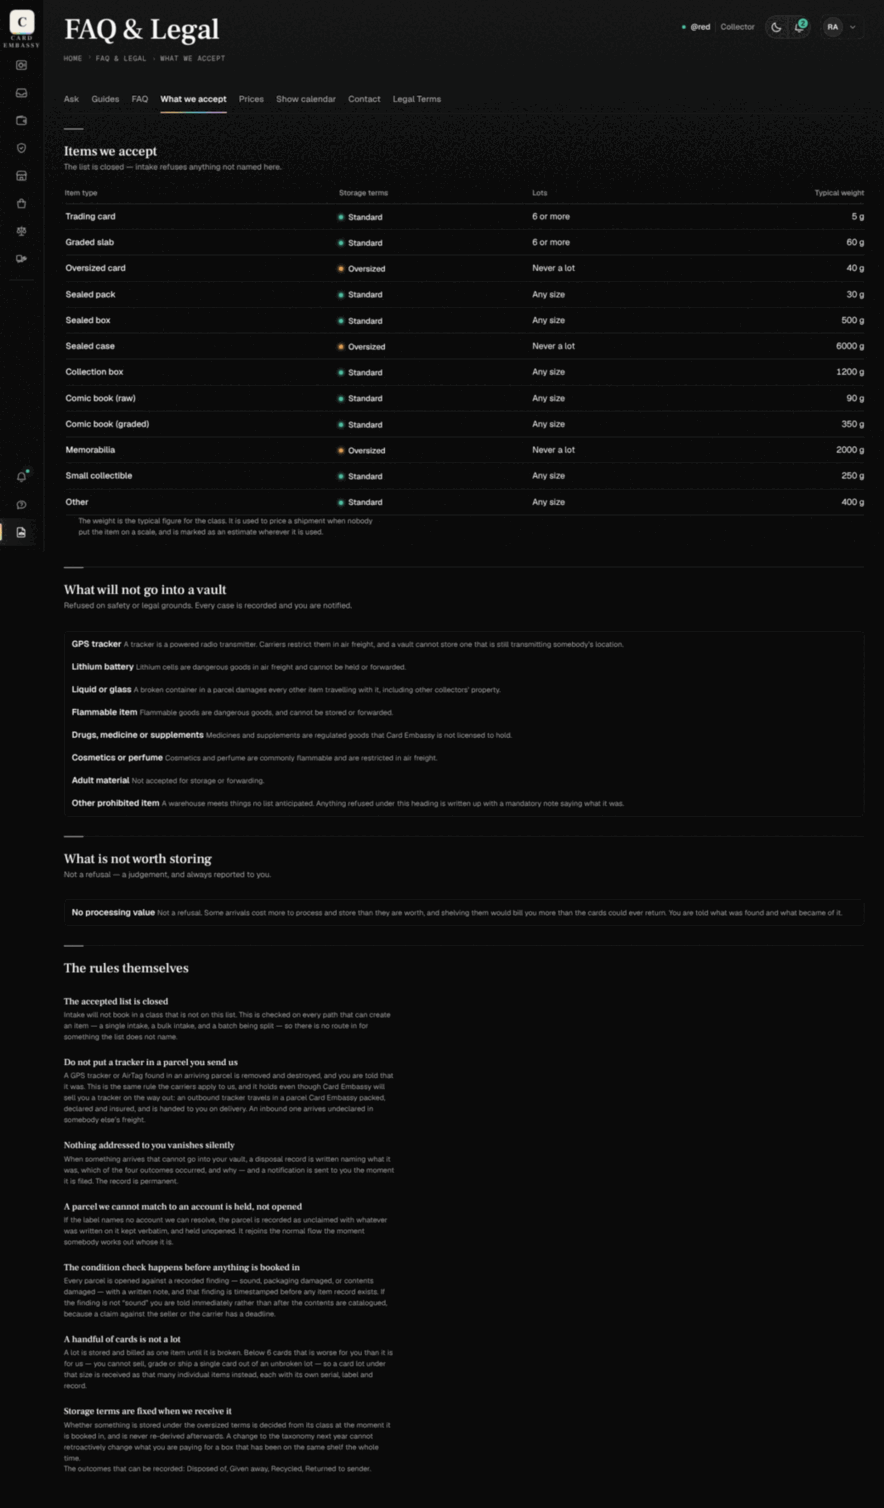 C
CARD
EMBASSY
FAQ & Legal
@red | Collector
2
RA
HOME › FAQ & LEGAL › WHAT WE ACCEPT
Ask Guides FAQ What we accept Prices Show calendar Contact Legal Terms
Items we accept
The list is closed — intake refuses anything not named here.
Item type Storage terms Lots Typical weight
Trading card Standard 6 or more 5 g
Graded slab Standard 6 or more 60 g
Oversized card Oversized Never a lot 40 g
Sealed pack Standard Any size 30 g
Sealed box Standard Any size 500 g
Sealed case Oversized Never a lot 6000 g
Collection box Standard Any size 1200 g
Comic book (raw) Standard Any size 90 g
Comic book (graded) Standard Any size 350 g
Memorabilia Oversized Never a lot 2000 g
Small collectible Standard Any size 250 g
Other Standard Any size 400 g
The weight is the typical figure for the class. It is used to price a shipment when nobody
put the item on a scale, and is marked as an estimate wherever it is used.
What will not go into a vault
Refused on safety or legal grounds. Every case is recorded and you are notified.
GPS tracker A tracker is a powered radio transmitter. Carriers restrict them in air freight, and a vault cannot store one that is still transmitting somebody's location.
Lithium battery Lithium cells are dangerous goods in air freight and cannot be held or forwarded.
Liquid or glass A broken container in a parcel damages every other item travelling with it, including other collectors' property.
Flammable item Flammable goods are dangerous goods, and cannot be stored or forwarded.
Drugs, medicine or supplements Medicines and supplements are regulated goods that Card Embassy is not licensed to hold.
Cosmetics or perfume Cosmetics and perfume are commonly flammable and are restricted in air freight.
Adult material Not accepted for storage or forwarding.
Other prohibited item A warehouse meets things no list anticipated. Anything refused under this heading is written up with a mandatory note saying what it was.
What is not worth storing
Not a refusal — a judgement, and always reported to you.
No processing value Not a refusal. Some arrivals cost more to process and store than they are worth, and shelving them would bill you more than the cards could ever return. You are told what was found and what became of it.
The rules themselves
The accepted list is closed
Intake will not book in a class that is not on this list. This is checked on every path that can create
an item — a single intake, a bulk intake, and a batch being split — so there is no route in for
something the list does not name.
Do not put a tracker in a parcel you send us
A GPS tracker or AirTag found in an arriving parcel is removed and destroyed, and you are told that
it was. This is the same rule the carriers apply to us, and it holds even though Card Embassy will
sell you a tracker on the way out: an outbound tracker travels in a parcel Card Embassy packed,
declared and insured, and is handed to you on delivery. An inbound one arrives undeclared in
somebody else's freight.
Nothing addressed to you vanishes silently
When something arrives that cannot go into your vault, a disposal record is written naming what it
was, which of the four outcomes occurred, and why — and a notification is sent to you the moment
it is filed. The record is permanent.
A parcel we cannot match to an account is held, not opened
If the label names no account we can resolve, the parcel is recorded as unclaimed with whatever
was written on it kept verbatim, and held unopened. It rejoins the normal flow the moment
somebody works out whose it is.
The condition check happens before anything is booked in
Every parcel is opened against a recorded finding — sound, packaging damaged, or contents
damaged — with a written note, and that finding is timestamped before any item record exists. If
the finding is not "sound" you are told immediately rather than after the contents are catalogued,
because a claim against the seller or the carrier has a deadline.
A handful of cards is not a lot
A lot is stored and billed as one item until it is broken. Below 6 cards that is worse for you than it is
for us — you cannot sell, grade or ship a single card out of an unbroken lot — so a card lot under
that size is received as that many individual items instead, each with its own serial, label and
record.
Storage terms are fixed when we receive it
Whether something is stored under the oversized terms is decided from its class at the moment it
is booked in, and is never re-derived afterwards. A change to the taxonomy next year cannot
retroactively change what you are paying for a box that has been on the same shelf the whole
time.
The outcomes that can be recorded: Disposed of, Given away, Recycled, Returned to sender.